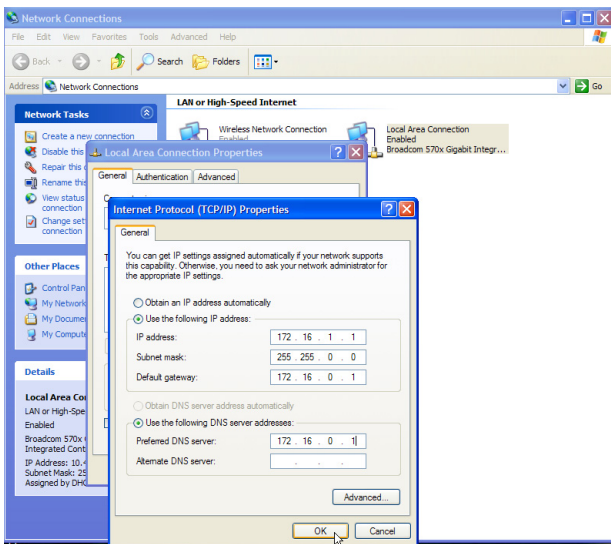 Network Connections
File Edit View Favorites Tools Advanced Help
Back Search Folders
Address Network Connections Go
LAN or High-Speed Internet
Network Tasks
Create a new connection
Disable this
Repair this
Rename this
View status
connection
Change set
connection
Other Places
Control Pan
My Network
My Docume
My Compute
Details
Local Area Co
LAN or High-Spe
Enabled
Broadcom 570x
Integrated Cont
IP Address: 10.
Subnet Mask: 25
Assigned by DHC
Wireless Network Connection
Enabled
Local Area Connection
Enabled
Broadcom 570x Gigabit Integr...
Local Area Connection Properties
General Authentication Advanced
Internet Protocol (TCP/IP) Properties
General
You can get IP settings assigned automatically if your network supports
this capability. Otherwise, you need to ask your network administrator for
the appropriate IP settings.
Obtain an IP address automatically
Use the following IP address:
IP address: 172 . 16 . 1 . 1
Subnet mask: 255 . 255 . 0 . 0
Default gateway: 172 . 16 . 0 . 1
Obtain DNS server address automatically
Use the following DNS server addresses:
Preferred DNS server: 172 . 16 . 0 . 1
Alternate DNS server: . . .
Advanced...
OK Cancel